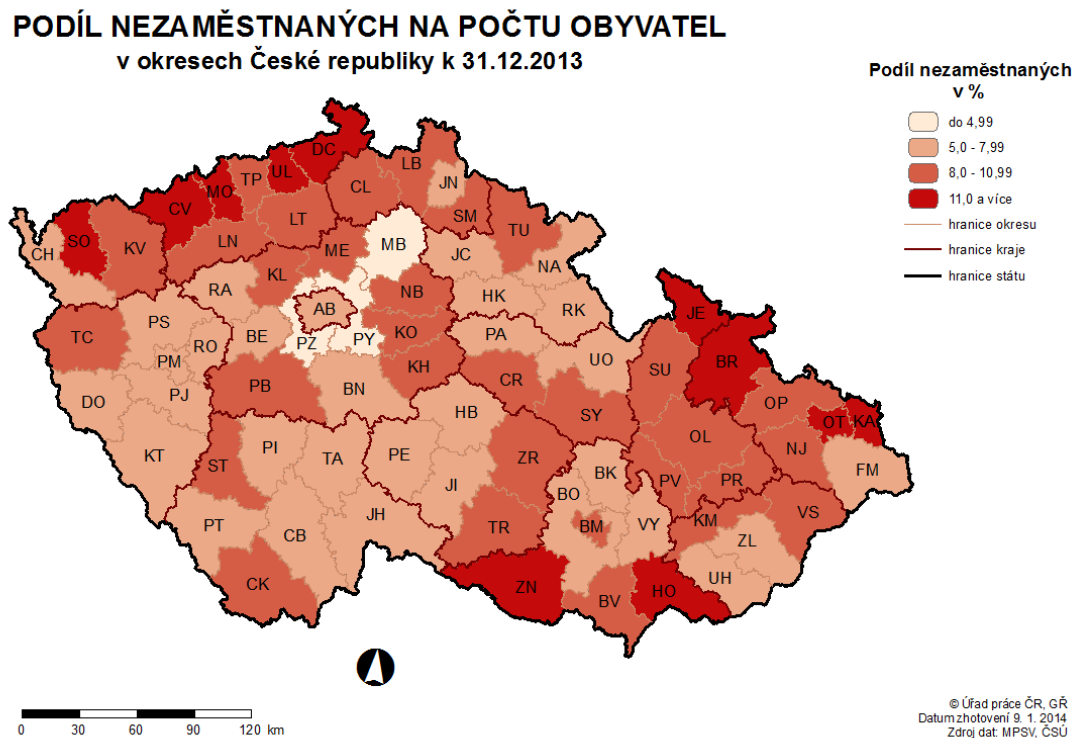 PODÍL NEZAMĚSTNANÝCH NA POČTU OBYVATEL
v okresech České republiky k 31.12.2013
Podíl nezaměstnaných
v %
do 4,99
5,0 - 7,99
8,0 - 10,99
11,0 a více
hranice okresu
hranice kraje
hranice státu
DC
UL
LB
TP
MO
CL
JN
CV
LT
SM
SO
KV
LN
ME
MB
TU
CH
JC
NA
KL
RA
NB
HK
RK
AB
JE
TC
PS
RO
BE
PZ
PY
KO
PA
PM
UO
BR
SU
KH
CR
PB
BN
PJ
DO
HB
SY
OP
OT
KA
OL
KT
ST
PI
TA
PE
ZR
NJ
FM
BK
JI
BO
PV
PR
VS
PT
CB
JH
TR
BM
VY
KM
ZL
CK
ZN
BV
HO
UH
0 30 60 90 120 km
© Úřad práce ČR, GŘ
Datum zhotovení 9. 1. 2014
Zdroj dat: MPSV, ČSÚ